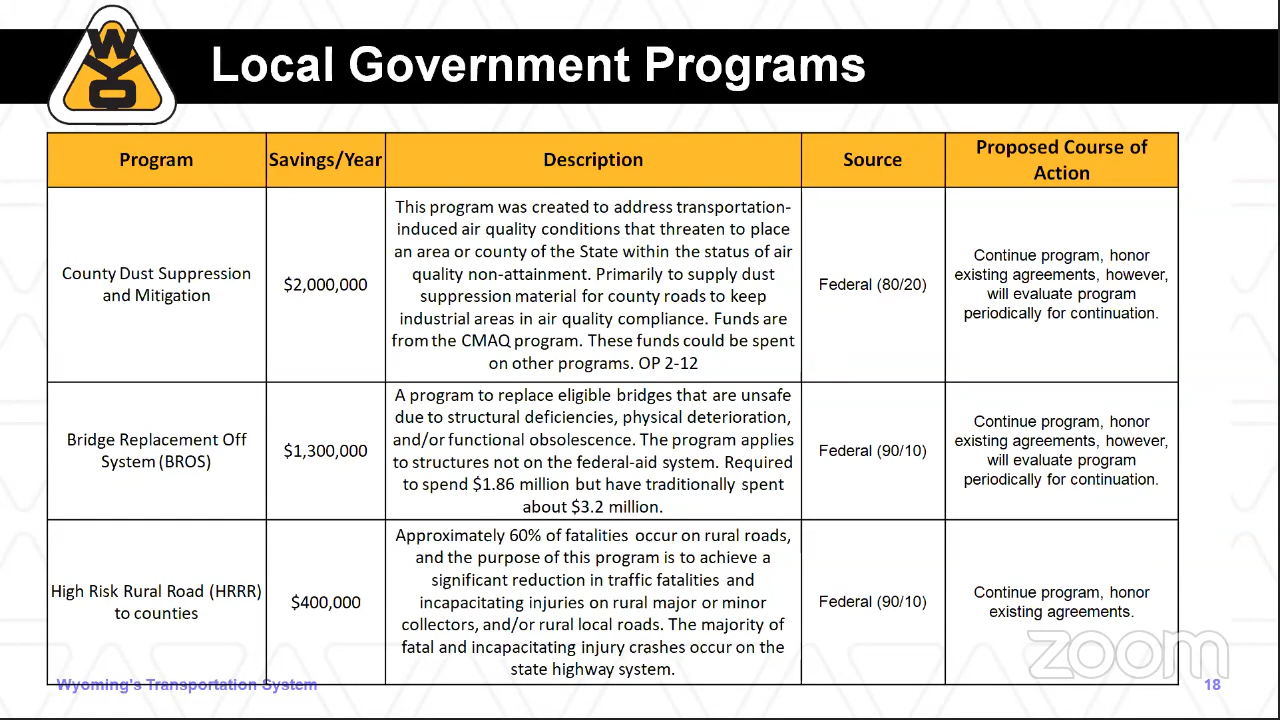 WYO
Local Government Programs
Program
Savings/Year
Description
Source
Proposed Course of
Action
County Dust Suppression
and Mitigation
$2,000,000
This program was created to address transportation-
induced air quality conditions that threaten to place
an area or county of the State within the status of air
quality non-attainment. Primarily to supply dust
suppression material for county roads to keep
industrial areas in air quality compliance. Funds are
from the CMAQ program. These funds could be spent
on other programs. OP 2-12
Federal (80/20)
Continue program, honor
existing agreements, however,
will evaluate program
periodically for continuation.
Bridge Replacement Off
System (BROS)
$1,300,000
A program to replace eligible bridges that are unsafe
due to structural deficiencies, physical deterioration,
and/or functional obsolescence. The program applies
to structures not on the federal-aid system. Required
to spend $1.86 million but have traditionally spent
about $3.2 million.
Federal (90/10)
Continue program, honor
existing agreements, however,
will evaluate program
periodically for continuation.
High Risk Rural Road (HRRR)
to counties
$400,000
Approximately 60% of fatalities occur on rural roads,
and the purpose of this program is to achieve a
significant reduction in traffic fatalities and
incapacitating injuries on rural major or minor
collectors, and/or rural local roads. The majority of
fatal and incapacitating injury crashes occur on the
state highway system.
Federal (90/10)
Continue program, honor
existing agreements.
zoom
Wyoming's Transportation System
18